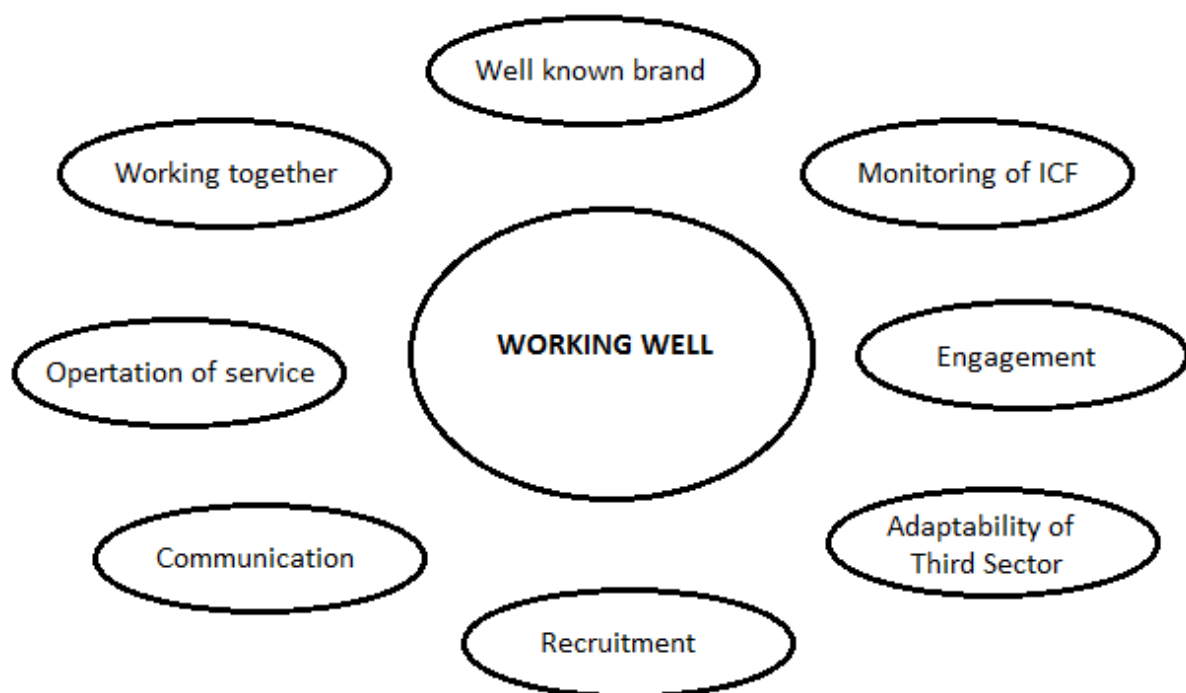 Well known brand
Working together
Monitoring of ICF
WORKING WELL
Engagement
Opertation of service
Adaptability of
Third Sector
Communication
Recruitment